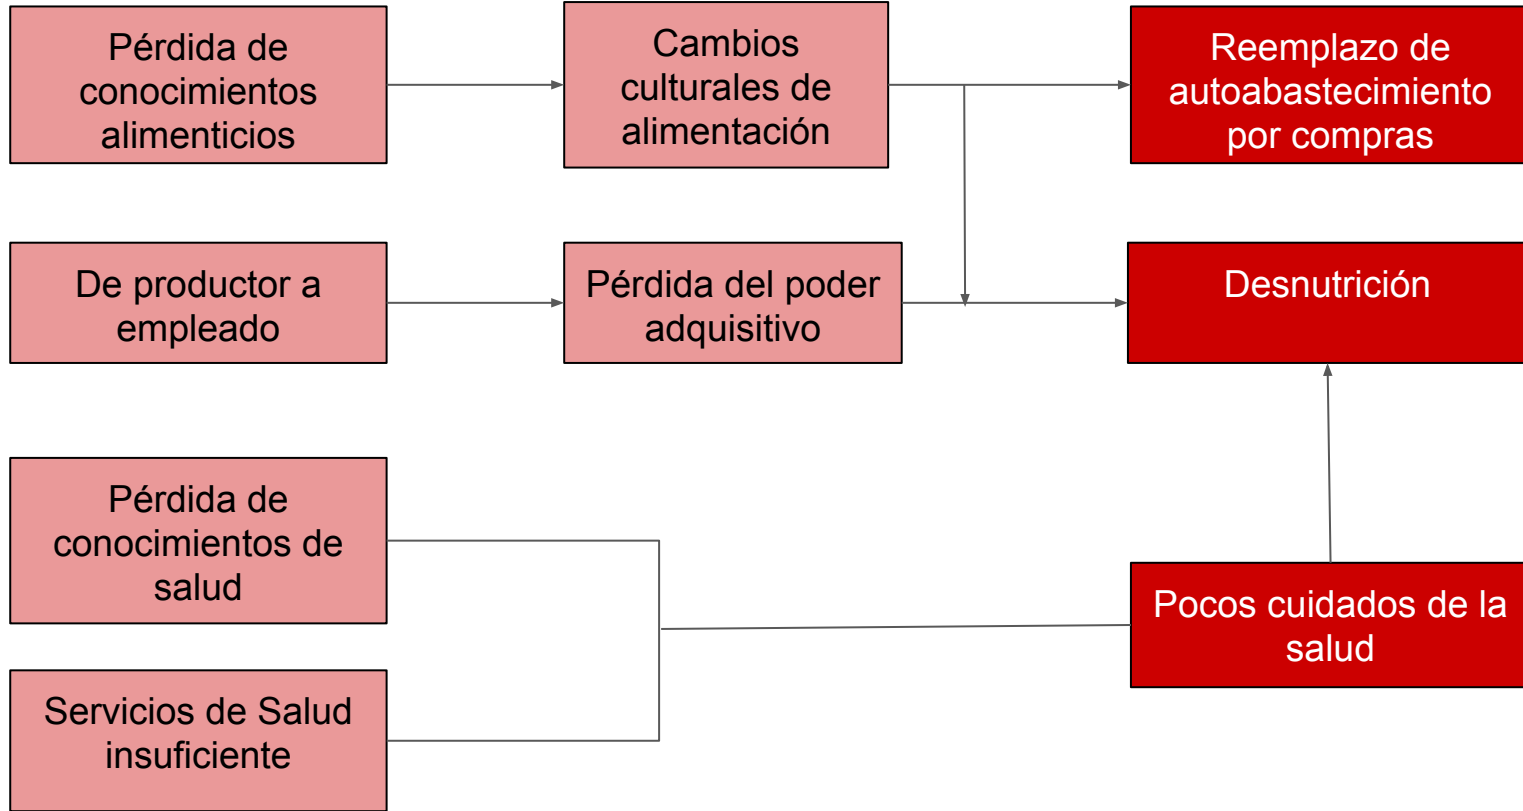 Pérdida de
conocimientos
alimenticios
Cambios
culturales de
alimentación
Reemplazo de
autoabastecimiento
por compras
De productor a
empleado
Pérdida del poder
adquisitivo
Desnutrición
Pérdida de
conocimientos de
salud
Pocos cuidados de la
salud
Servicios de Salud
insuficiente